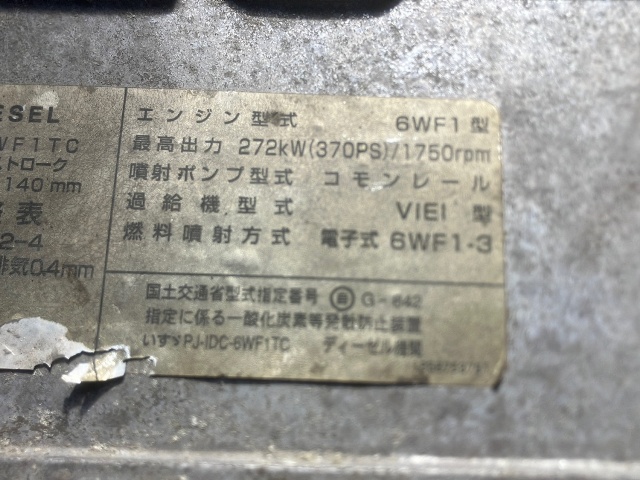 ESEL
WF1TC
ストローク
140 mm
表
2-4
排気0.4mm
エンジン型式 6WF1型
最高出力 272kW(370PS)/1750rpm
噴射ポンプ型式 コモンレール
過給機型式 VIEI 型
燃料噴射方式 電子式 6WF1-3
国土交通省型式指定番号 G-642
指定に係る一酸化炭素等発散防止装置
いすゞPJ-IDC-6WF1TC ディーゼル機関